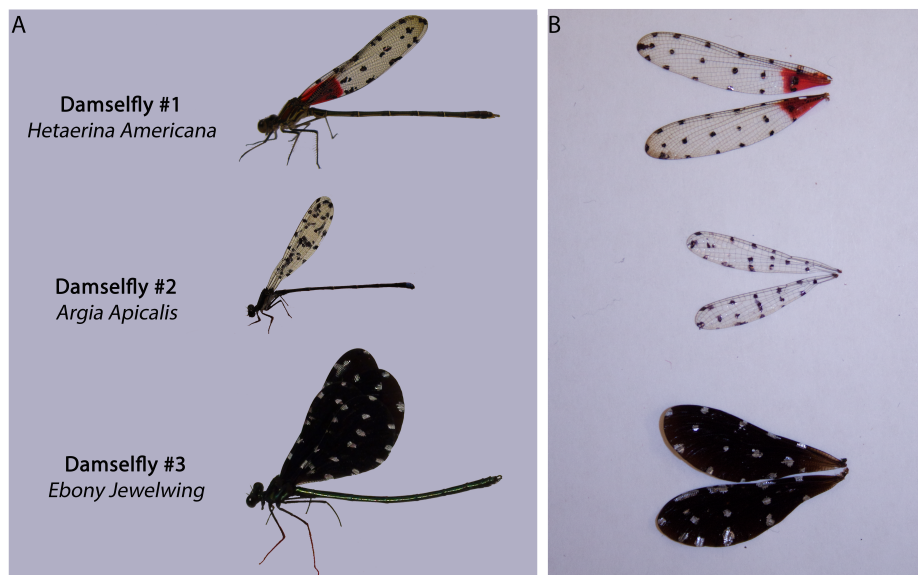 A
B
Damselfly #1
Hetaerina Americana
Damselfly #2
Argia Apicalis
Damselfly #3
Ebony Jewelwing